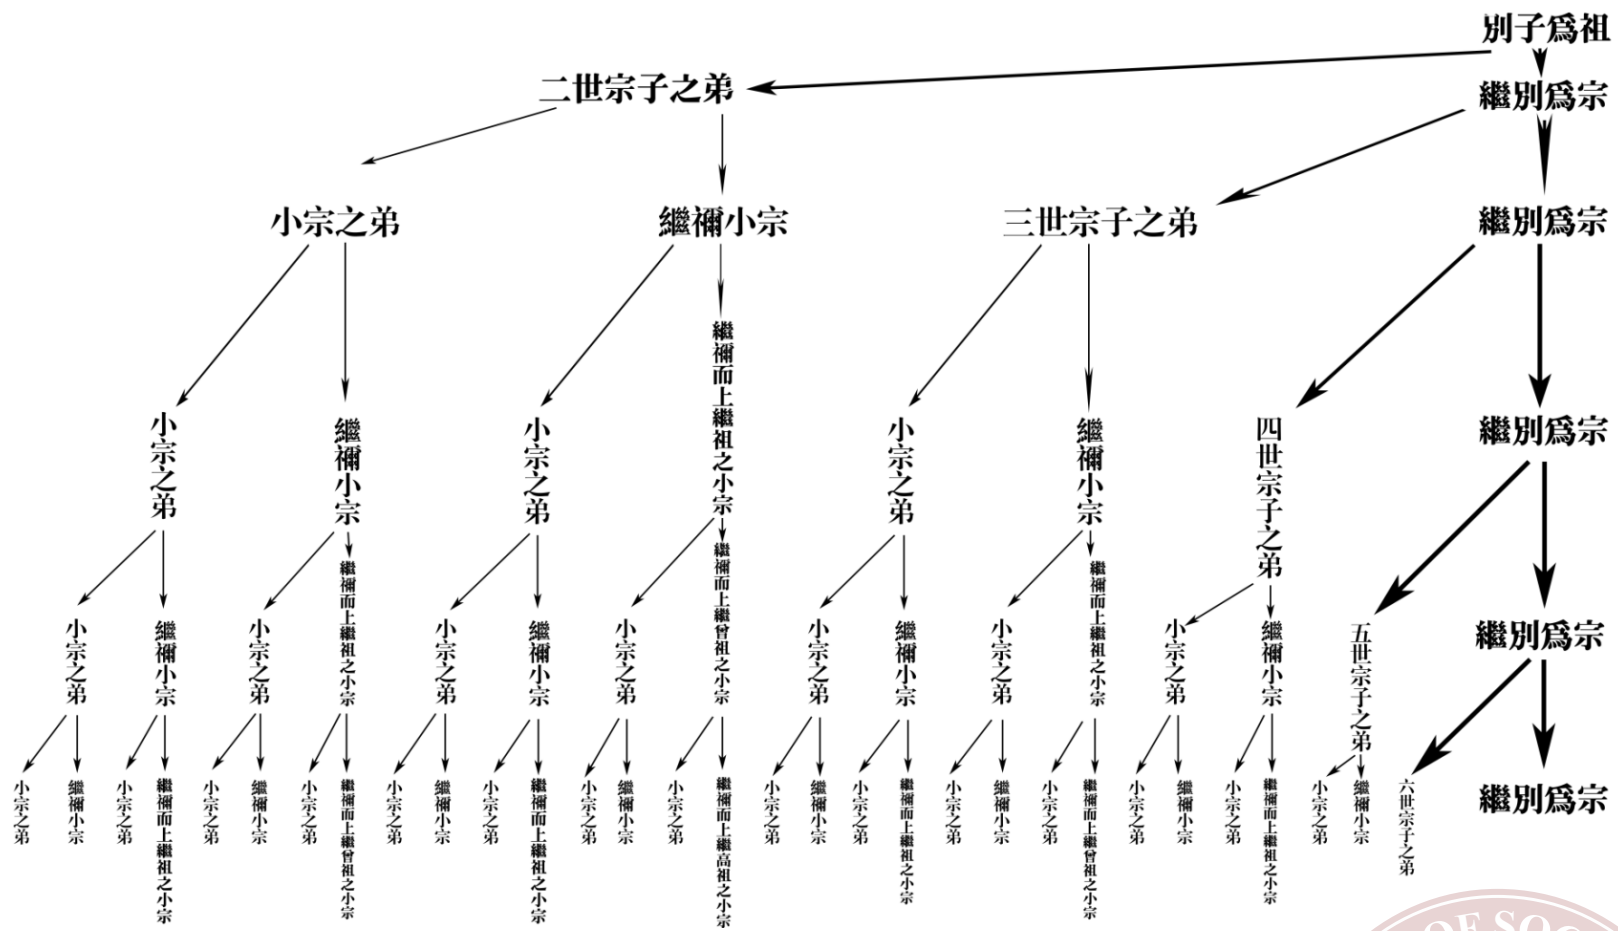 別子爲祖
二世宗子之弟
繼別爲宗
小宗之弟
繼禰小宗
三世宗子之弟
繼別爲宗
小宗之弟
繼禰小宗
小宗之弟
繼禰而上繼祖之小宗
小宗之弟
繼禰小宗
四世宗子之弟
繼別爲宗
小宗之弟
繼禰小宗
小宗之弟
繼禰而上繼祖之小宗
小宗之弟
繼禰小宗
小宗之弟
繼禰而上繼曾祖之小宗
小宗之弟
繼禰小宗
小宗之弟
繼禰而上繼祖之小宗
小宗之弟
繼禰小宗
五世宗子之弟
繼別爲宗
小宗之弟
繼禰小宗
小宗之弟
繼禰而上繼祖之小宗
小宗之弟
繼禰小宗
小宗之弟
繼禰而上繼曾祖之小宗
小宗之弟
繼禰小宗
小宗之弟
繼禰而上繼祖之小宗
小宗之弟
繼禰小宗
小宗之弟
繼禰而上繼高祖之小宗
小宗之弟
繼禰小宗
小宗之弟
繼禰而上繼祖之小宗
小宗之弟
繼禰小宗
小宗之弟
繼禰而上繼曾祖之小宗
小宗之弟
繼禰小宗
小宗之弟
繼禰而上繼祖之小宗
小宗之弟
繼禰小宗
六世宗子之弟
繼別爲宗
OF SOC